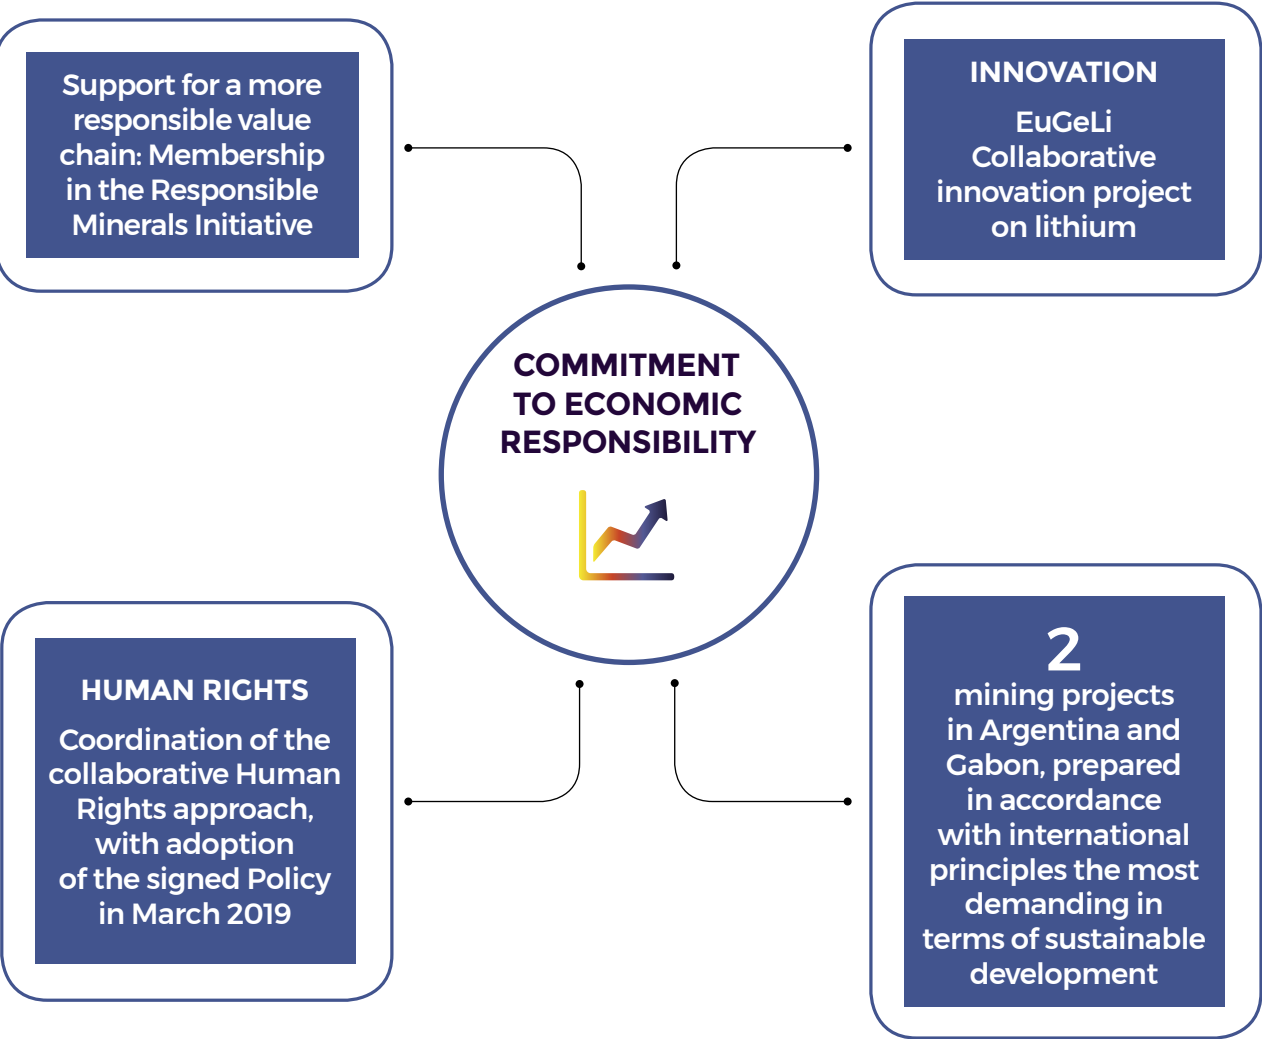 Support for a more
responsible value
chain: Membership
in the Responsible
Minerals Initiative
INNOVATION
EuGeLi
Collaborative
innovation project
on lithium
COMMITMENT
TO ECONOMIC
RESPONSIBILITY
HUMAN RIGHTS
Coordination of the
collaborative Human
Rights approach,
with adoption
of the signed Policy
in March 2019
2
mining projects
in Argentina and
Gabon, prepared
in accordance
with international
principles the most
demanding in
terms of sustainable
development